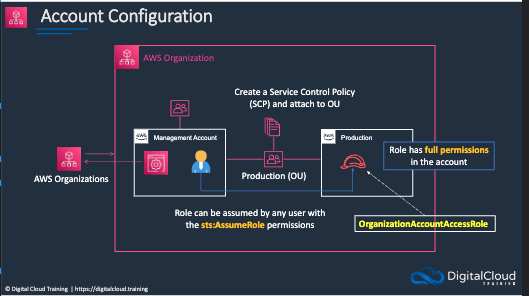 Account Configuration
AWS Organization
Create a Service Control Policy
(SCP) and attach to OU
aws
Management Account
aws
Production
Role has full permissions
in the account
AWS Organizations
Production (OU)
Role can be assumed by any user with
the sts:AssumeRole permissions
OrganizationAccountAccessRole
© Digital Cloud Training | https://digitalcloud.training
DigitalCloud
TRAINING